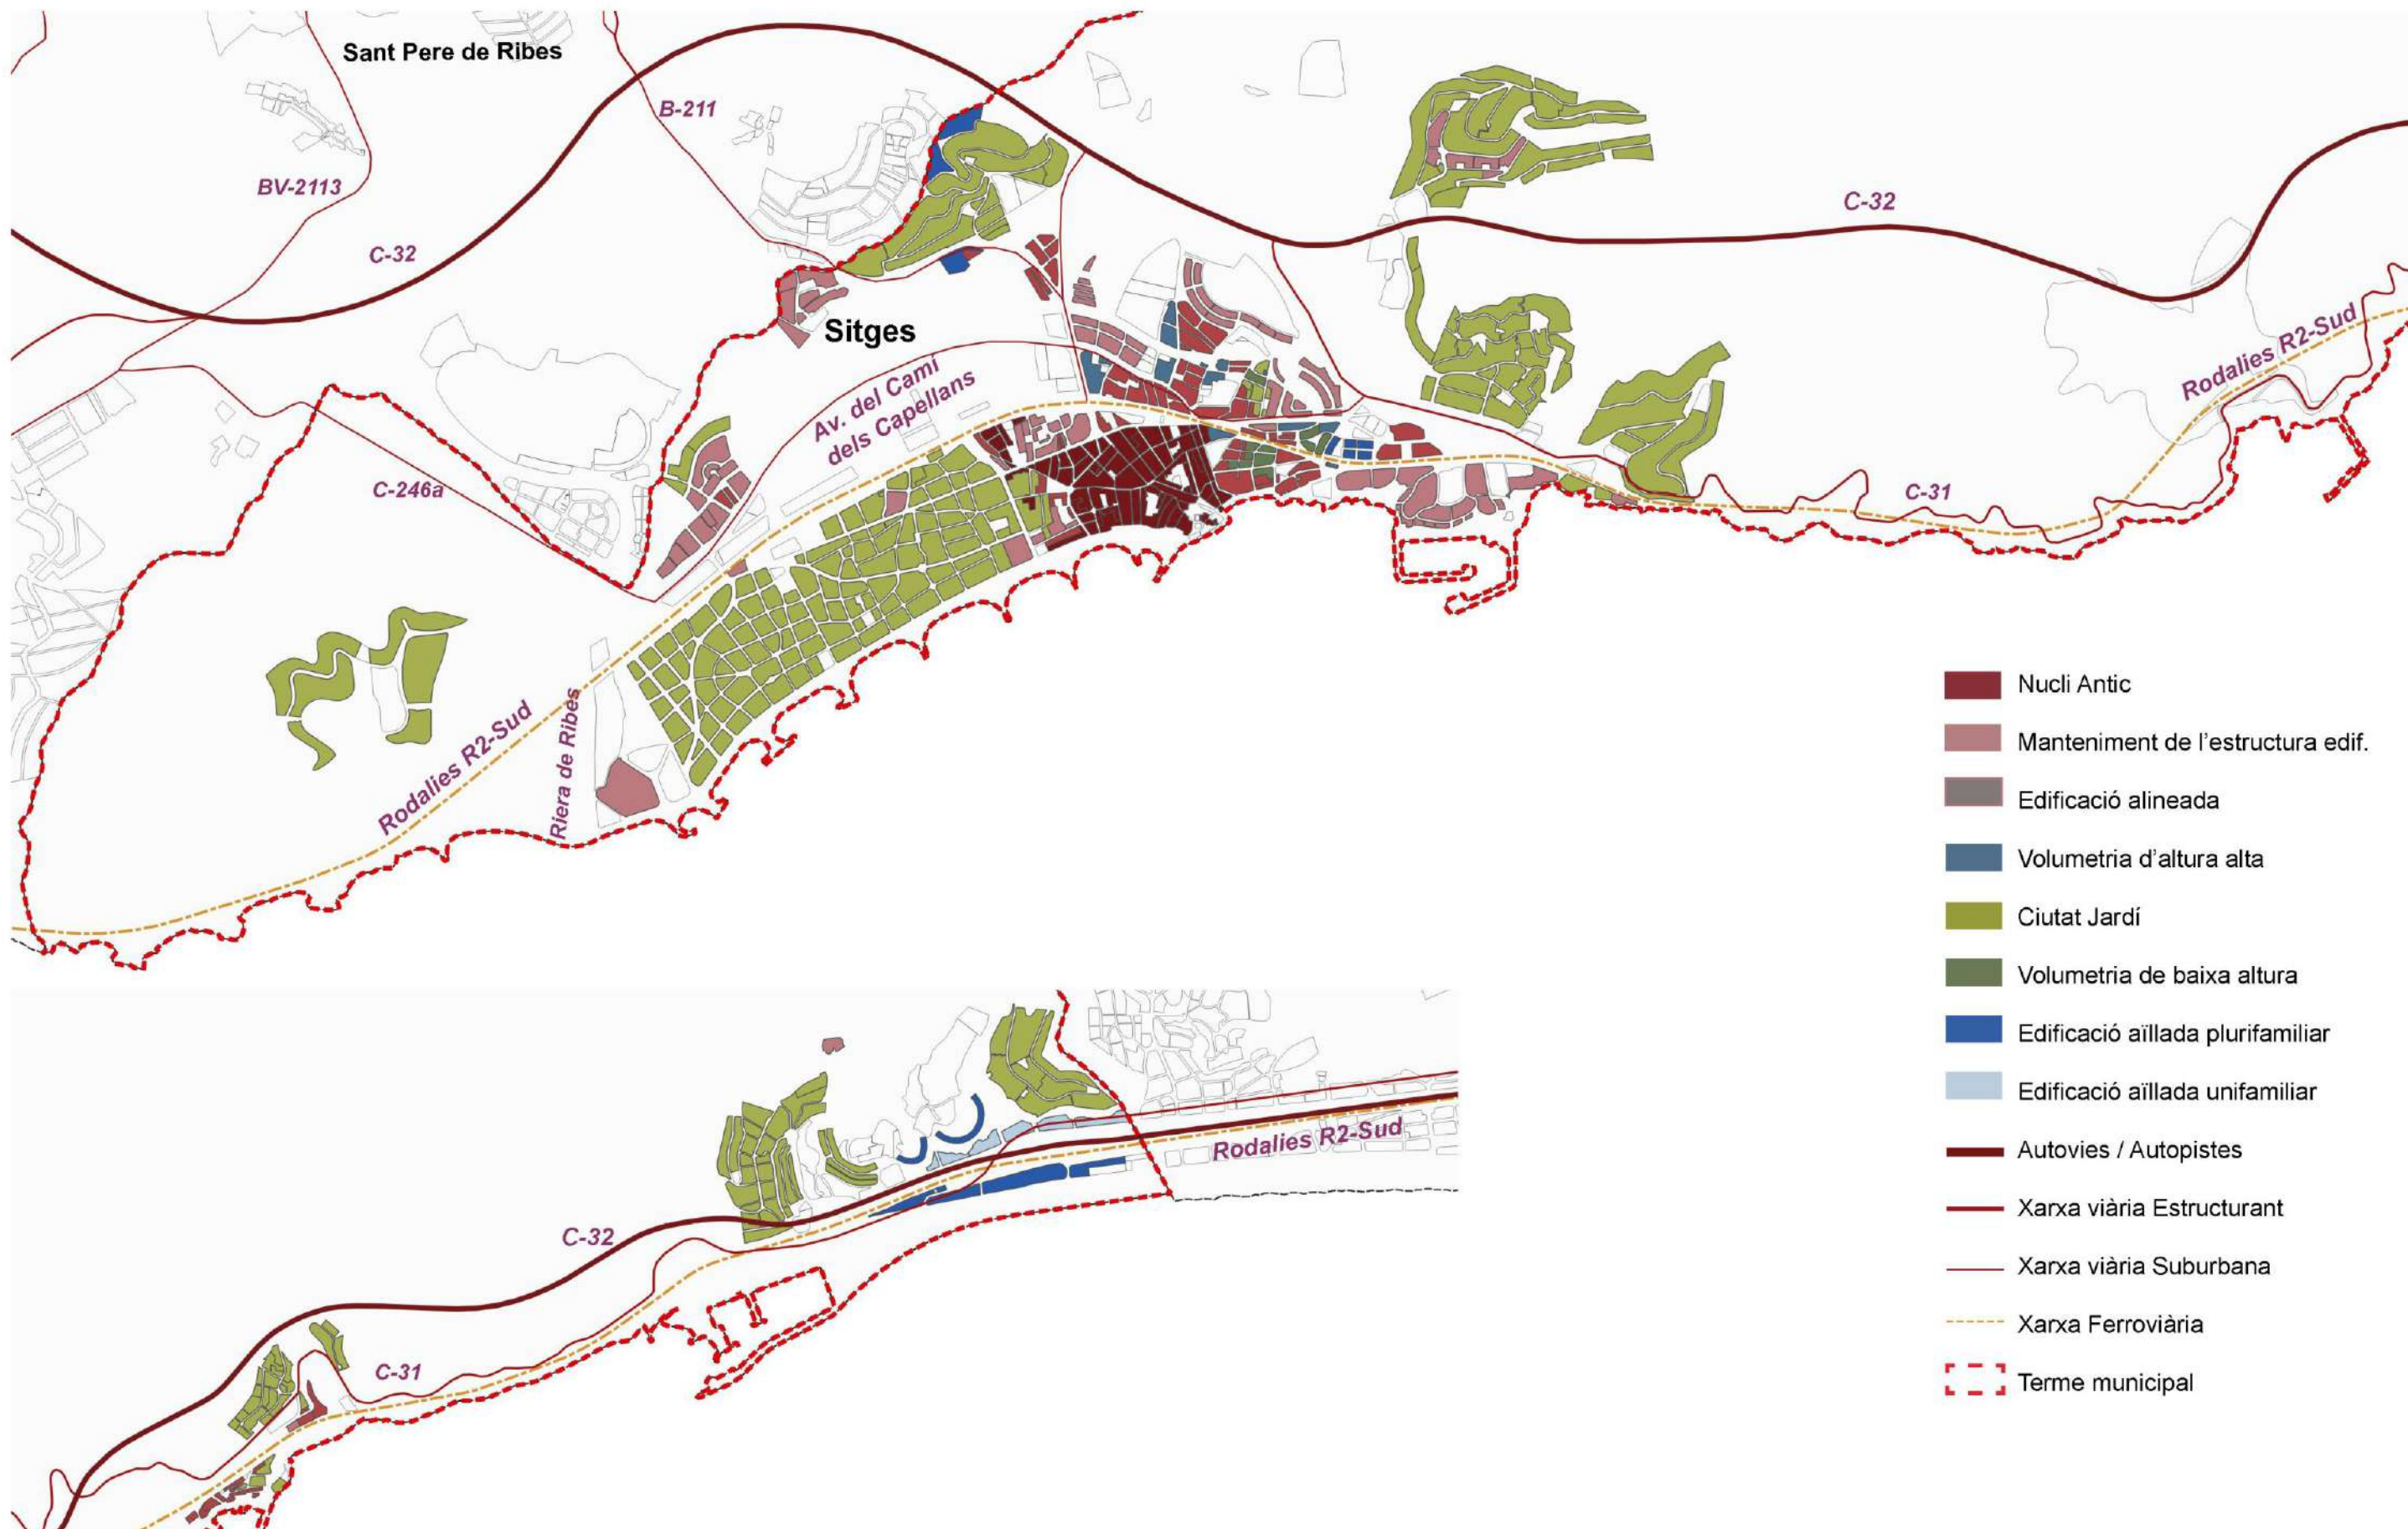 Sant Pere de Ribes
B-211
BV-2113
C-32
C-32
Sitges
Rodalies R2-Sud
Av. del Camí
dels Capellans
C-246a
C-31
Rodalies R2-Sud
Riera de Ribes
Nucli Antic
Manteniment de l'estructura edif.
Edificació alineada
Volumetria d'altura alta
Ciutat Jardí
Volumetria de baixa altura
Edificació aïllada plurifamiliar
Edificació aïllada unifamiliar
Autovies / Autopistes
Xarxa viària Estructurant
Xarxa viària Suburbana
Xarxa Ferroviària
Terme municipal
Rodalies R2-Sud
C-32
C-31